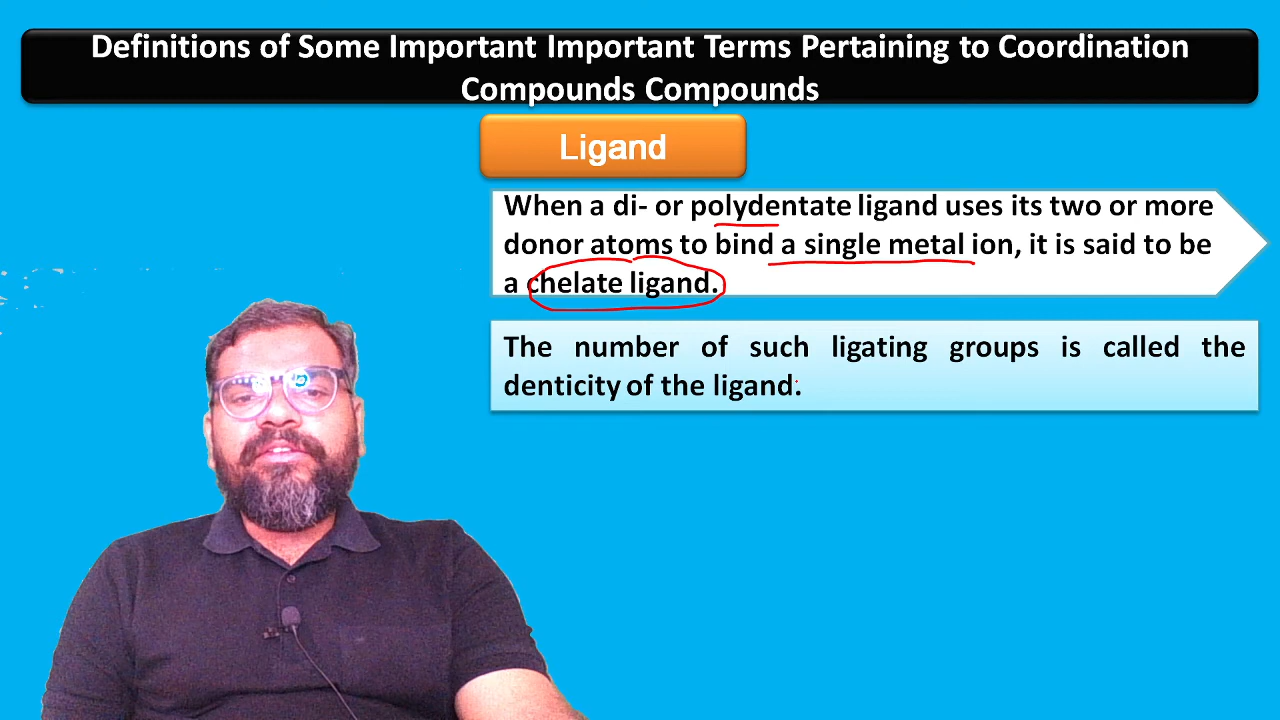 Definitions of Some Important Important Terms Pertaining to Coordination
Compounds Compounds
Ligand
When a di- or polydentate ligand uses its two or more
donor atoms to bind a single metal ion, it is said to be
a chelate ligand.
The number of such ligating groups is called the
denticity of the ligand.